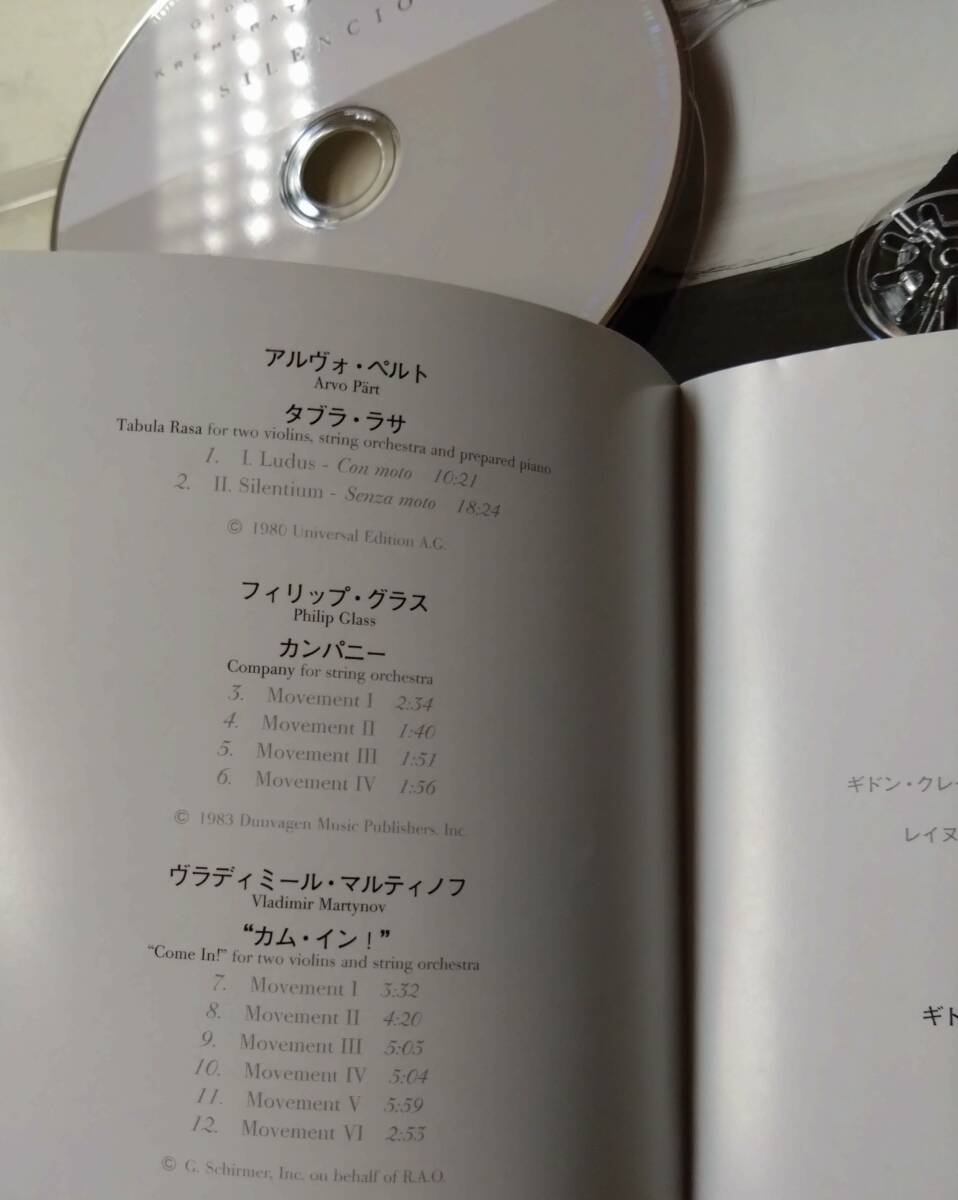 KREMERAT
SILENCIO
アルヴォ・ペルト
Arvo Pärt
タブラ・ラサ
Tabula Rasa for two violins, string orchestra and prepared piano
1. I. Ludus - Con moto 10:21
2. II. Silentium - Senza moto 18:24
© 1980 Universal Edition A.G.
フィリップ・グラス
Philip Glass
カンパニー
Company for string orchestra
3. Movement I 2:34
4. Movement II 1:40
5. Movement III 1:51
6. Movement IV 1:56
© 1983 Dunvagen Music Publishers, Inc.
ヴラディミール・マルティノフ
Vladimir Martynov
“カム・イン！”
“Come In!” for two violins and string orchestra
7. Movement I 3:32
8. Movement II 4:20
9. Movement III 5:03
10. Movement IV 5:04
11. Movement V 5:59
12. Movement VI 2:53
© G. Schirmer, Inc. on behalf of R.A.O.
ギドン・クレー
レイヌ
ギド